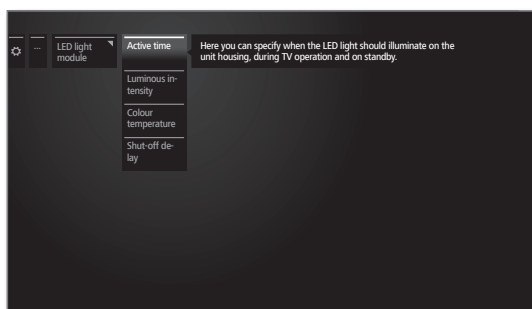 ...
LED light
module
Active time
Here you can specify when the LED light should illuminate on the
unit housing, during TV operation and on standby.
Luminous in-
tensity
Colour
temperature
Shut-off de-
lay